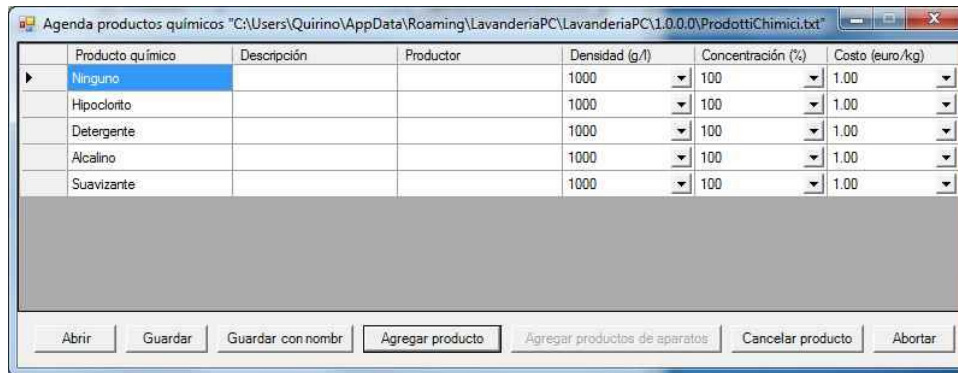 Agenda productos químicos "C:\Users\Quirino\AppData\Roaming\LavanderiaPC\LavanderiaPC\1.0.0.0\ProdottiChimici.txt"
Producto químico Descripción Productor Densidad (g/l) Concentración (%) Costo (euro/kg)
Ninguno 1000 100 1.00
Hipoclorito 1000 100 1.00
Detergente 1000 100 1.00
Alcalino 1000 100 1.00
Suavizante 1000 100 1.00
Abrir Guardar Guardar con nombr Agregar producto Agregar productos de aparatos Cancelar producto Abortar